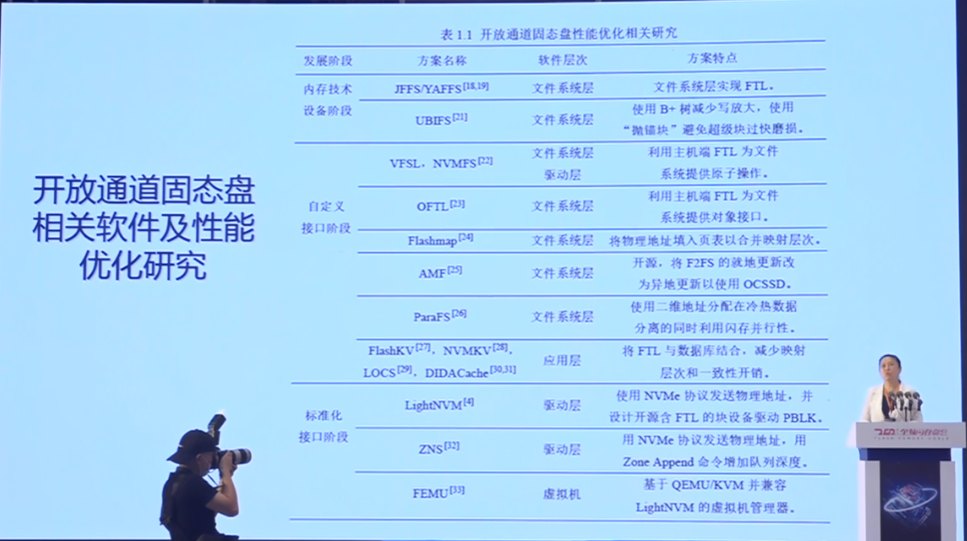 开放通道固态盘
相关软件及性能
优化研究
表 1.1 开放通道固态盘性能优化相关研究
发展阶段 方案名称 软件层次 方案特点
内存技术
设备阶段
JFFS/YAFFS[18,19] 文件系统层 文件系统层实现 FTL。
UBIFS[21] 文件系统层 使用 B+ 树减少写放大，使用
“抛锚块”避免超级块过快磨损。
自定义
接口阶段
VFSL，NVMFS[22] 文件系统层 利用主机端 FTL 为文件
驱动层 系统提供原子操作。
OFTL[23] 文件系统层 利用主机端 FTL 为文件
系统提供对象接口。
Flashmap[24] 文件系统层 将物理地址填入页表以合并映射层次。
AMF[25] 文件系统层 开源，将 F2FS 的就地更新改
为异地更新以使用 OCSSD。
ParaFS[26] 文件系统层 使用二维地址分配在冷热数据
分离的同时利用闪存并行性。
FlashKV[27]，NVMKV[28]， 应用层 将 FTL 与数据库结合，减少映射
LOCS[29]，DIDACache[30,31] 层次和一致性开销。
标准化
接口阶段
LightNVM[4] 驱动层 使用 NVMe 协议发送物理地址，并
设计开源含 FTL 的块设备驱动 PBLK。
ZNS[32] 驱动层 用 NVMe 协议发送物理地址，用
Zone Append 命令增加队列深度。
FEMU[33] 虚拟机 基于 QEMU/KVM 并兼容
LightNVM 的虚拟机管理器。